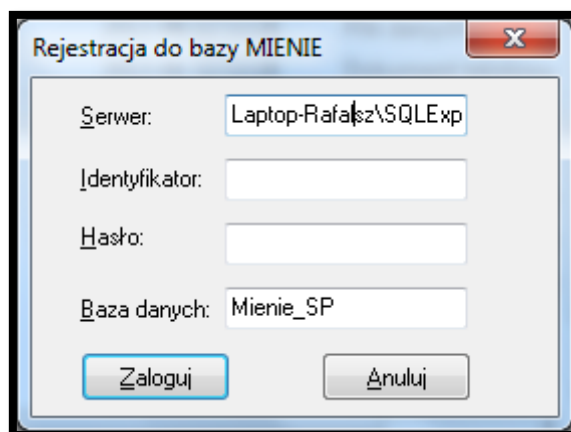 Rejestracja do bazy MIENIE
Serwer: Laptop-Rafalsz\SQLExp
Identyfikator:
Hasło:
Baza danych: Mienie_SP
Zaloguj Anuluj